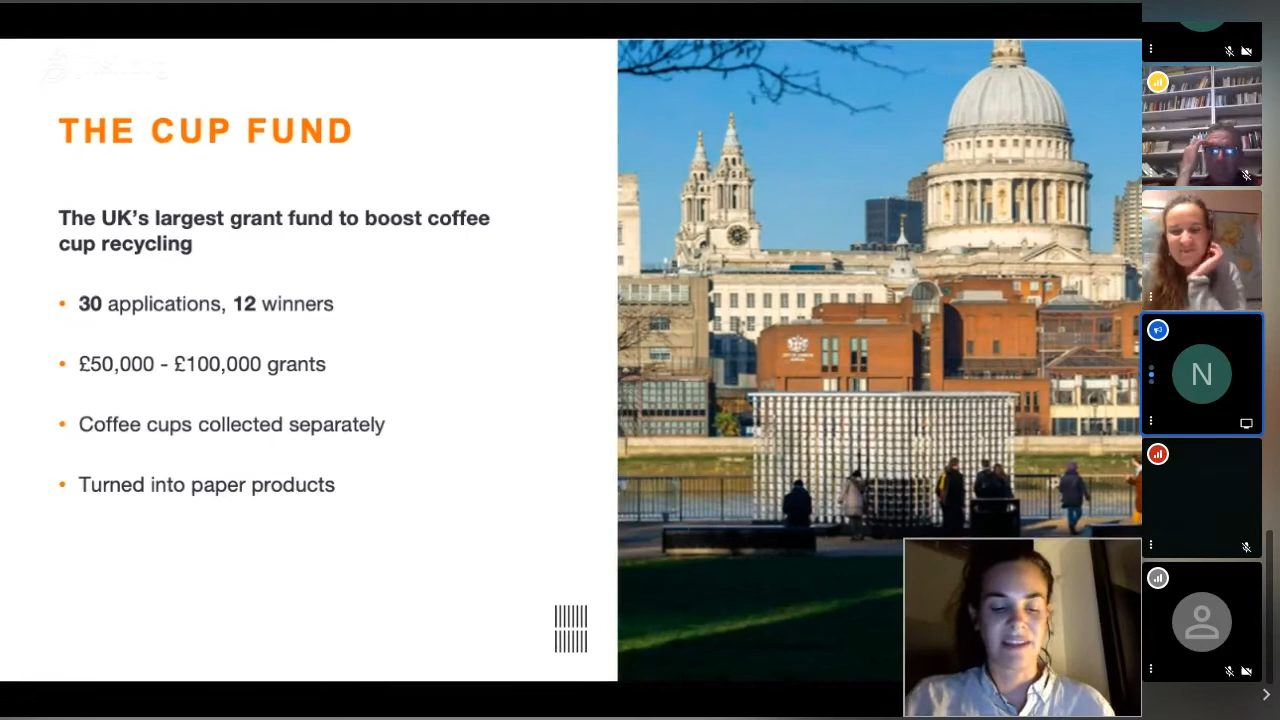 THE CUP FUND
The UK’s largest grant fund to boost coffee
cup recycling
• 30 applications, 12 winners
• £50,000 - £100,000 grants
• Coffee cups collected separately
• Turned into paper products
N